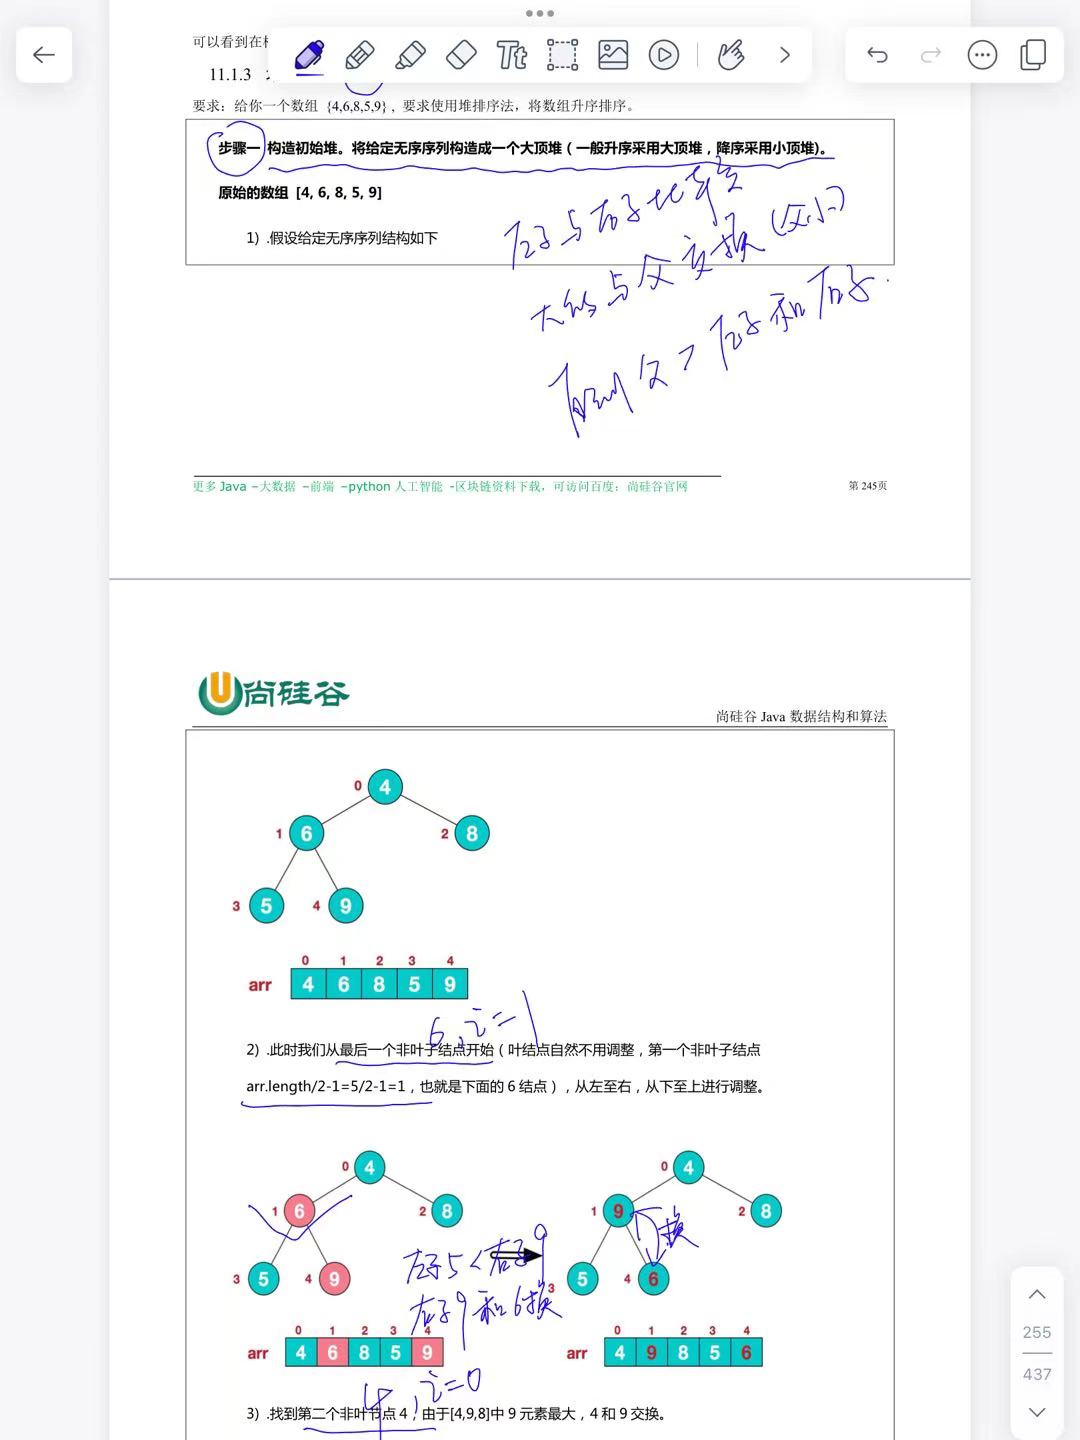 可以看到在
11.1.3
要求：给你一个数组 {4,6,8,5,9} , 要求使用堆排序法，将数组升序排序。
步骤一 构造初始堆。将给定无序序列构造成一个大顶堆（一般升序采用大顶堆，降序采用小顶堆)。
原始的数组 [4, 6, 8, 5, 9]
1) .假设给定无序序列结构如下
左子与右子比较
大的与父交换（父小）
父 > 左子和右子.
更多 Java –大数据 –前端 –python 人工智能 -区块链资料下载，可访问百度：尚硅谷官网
第 245页
尚硅谷
尚硅谷 Java 数据结构和算法
0 4
1 6 2 8
3 5 4 9
0 1 2 3 4
arr 4 6 8 5 9
6，i=1
2) .此时我们从最后一个非叶子结点开始（叶结点自然不用调整，第一个非叶子结点
arr.length/2-1=5/2-1=1，也就是下面的 6 结点），从左至右，从下至上进行调整。
0 4
1 6 2 8
3 5 4 9
0 1 2 3 4
arr 4 6 8 5 9
左子5<右子9
右子9和6换
0 4
1 9 2 8
换
3 5 4 6
0 1 2 3 4
arr 4 9 8 5 6
4，i=0
3) .找到第二个非叶节点 4，由于[4,9,8]中 9 元素最大，4 和 9 交换。
Tt
255
437